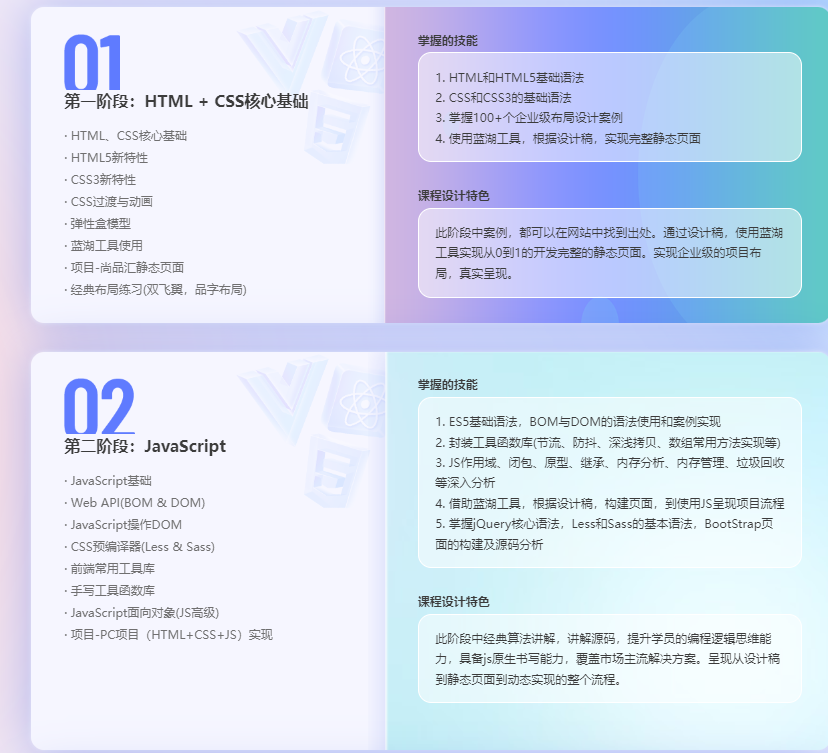 01
第一阶段：HTML + CSS核心基础
· HTML、CSS核心基础
· HTML5新特性
· CSS3新特性
· CSS过渡与动画
· 弹性盒模型
· 蓝湖工具使用
· 项目-尚品汇静态页面
· 经典布局练习(双飞翼，品字布局)
掌握的技能
1. HTML和HTML5基础语法
2. CSS和CSS3的基础语法
3. 掌握100+个企业级布局设计案例
4. 使用蓝湖工具，根据设计稿，实现完整静态页面
课程设计特色
此阶段中案例，都可以在网站中找到出处。通过设计稿，使用蓝湖
工具实现从0到1的开发完整的静态页面。实现企业级的项目布
局，真实呈现。
02
第二阶段：JavaScript
· JavaScript基础
· Web API(BOM & DOM)
· JavaScript操作DOM
· CSS预编译器(Less & Sass)
· 前端常用工具库
· 手写工具函数库
· JavaScript面向对象(JS高级)
· 项目-PC项目（HTML+CSS+JS）实现
掌握的技能
1. ES5基础语法，BOM与DOM的语法使用和案例实现
2. 封装工具函数库(节流、防抖、深浅拷贝、数组常用方法实现等)
3. JS作用域、闭包、原型、继承、内存分析、内存管理、垃圾回收
等深入分析
4. 借助蓝湖工具，根据设计稿，构建页面，到使用JS呈现项目流程
5. 掌握jQuery核心语法，Less和Sass的基本语法，BootStrap页
面的构建及源码分析
课程设计特色
此阶段中经典算法讲解，讲解源码，提升学员的编程逻辑思维能
力，具备js原生书写能力，覆盖市场主流解决方案。呈现从设计稿
到静态页面到动态实现的整个流程。